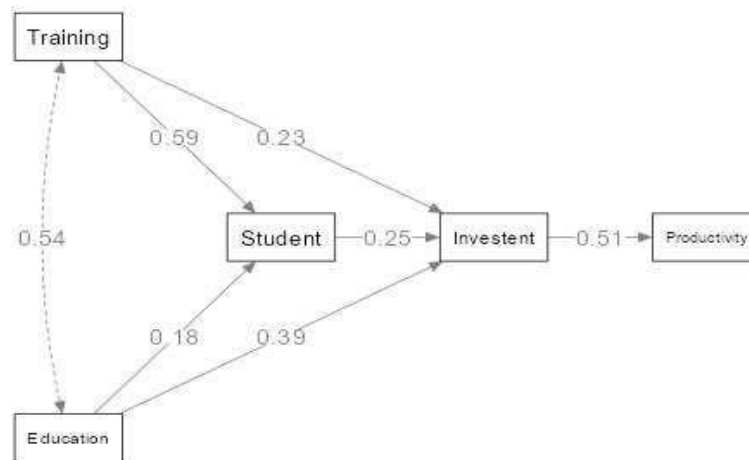 Training
0.59
0.23
0.54
Student
0.25
Investent
0.51
Productivity
0.18
0.39
Education